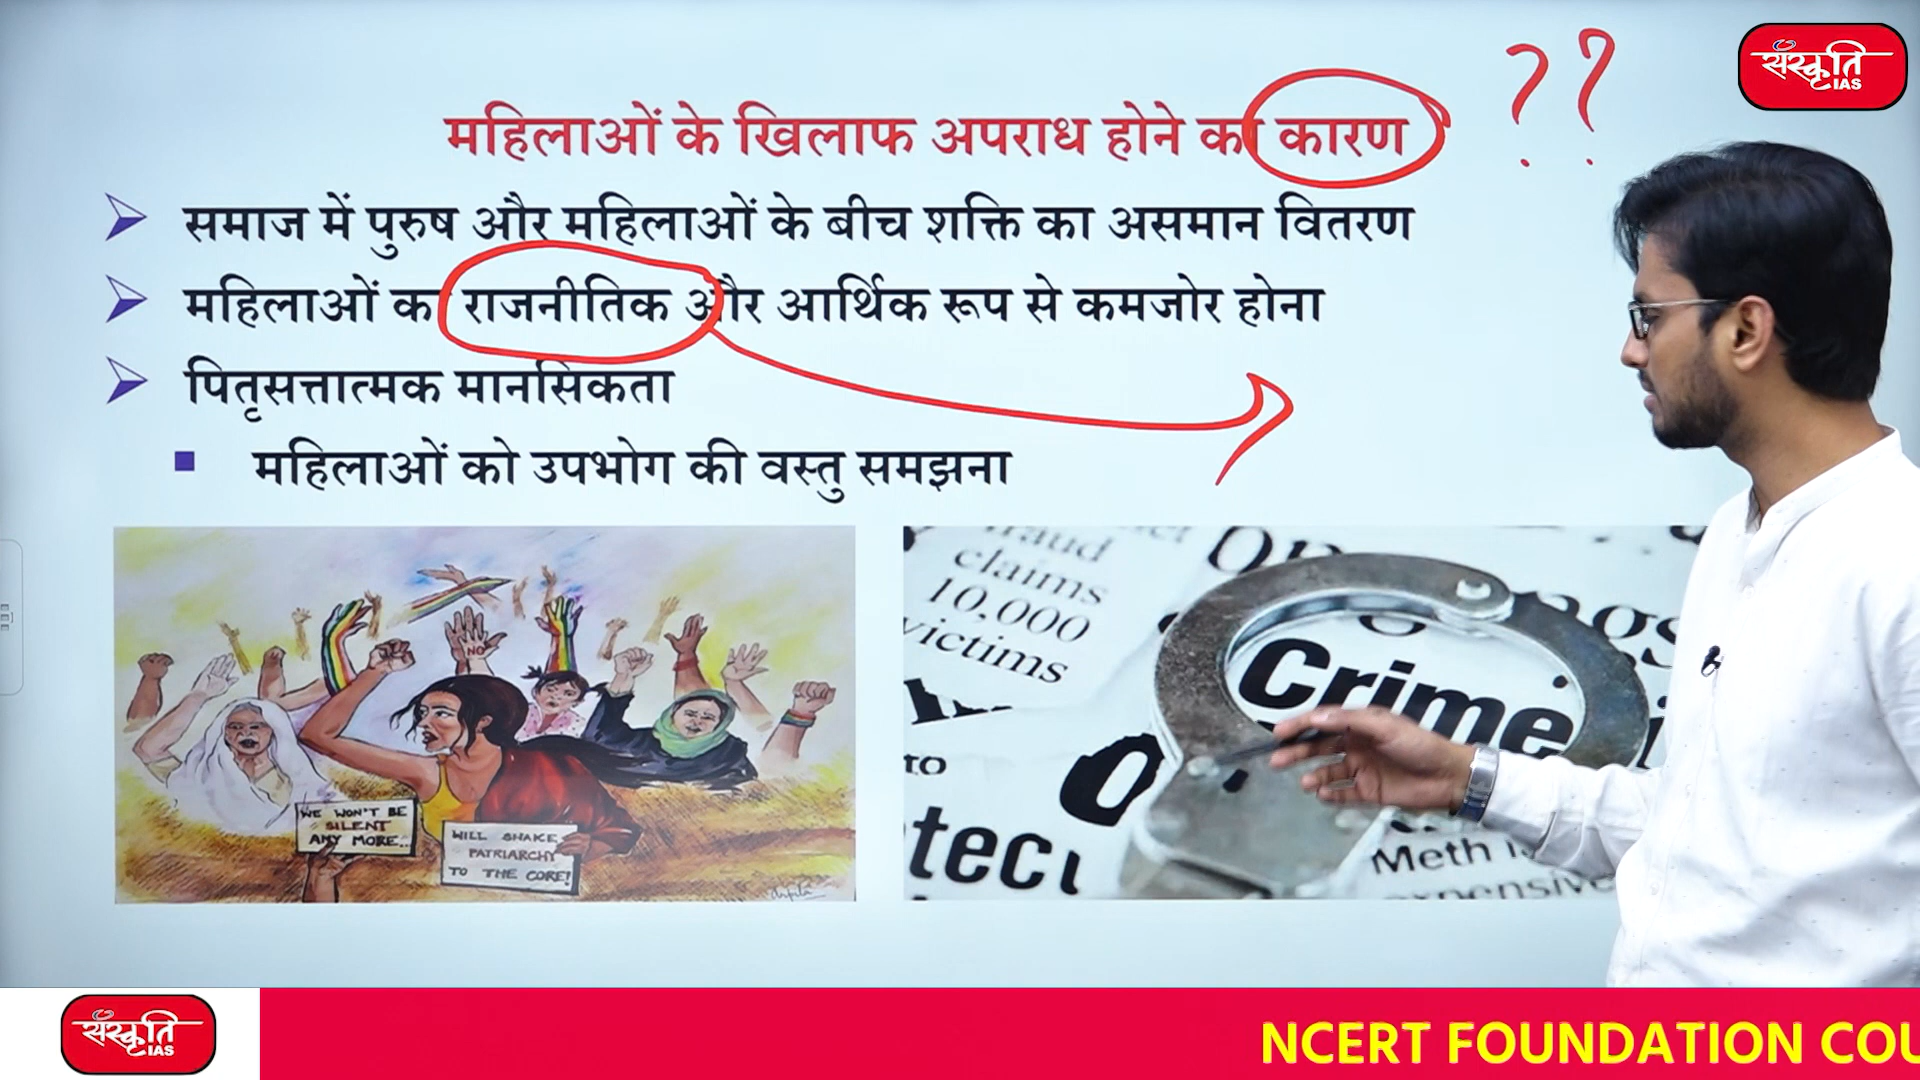 ??
संस्कृति
IAS
महिलाओं के खिलाफ अपराध होने का कारण
समाज में पुरुष और महिलाओं के बीच शक्ति का असमान वितरण
महिलाओं का राजनीतिक और आर्थिक रूप से कमजोर होना
पितृसत्तात्मक मानसिकता
महिलाओं को उपभोग की वस्तु समझना
NO
WE WON'T BE
SILENT
ANY MORE..
WILL SHAKE
PATRIARCHY
TO THE CORE!
claims
10,000
victims
Crime
to
Meth
संस्कृति
IAS
NCERT FOUNDATION COU